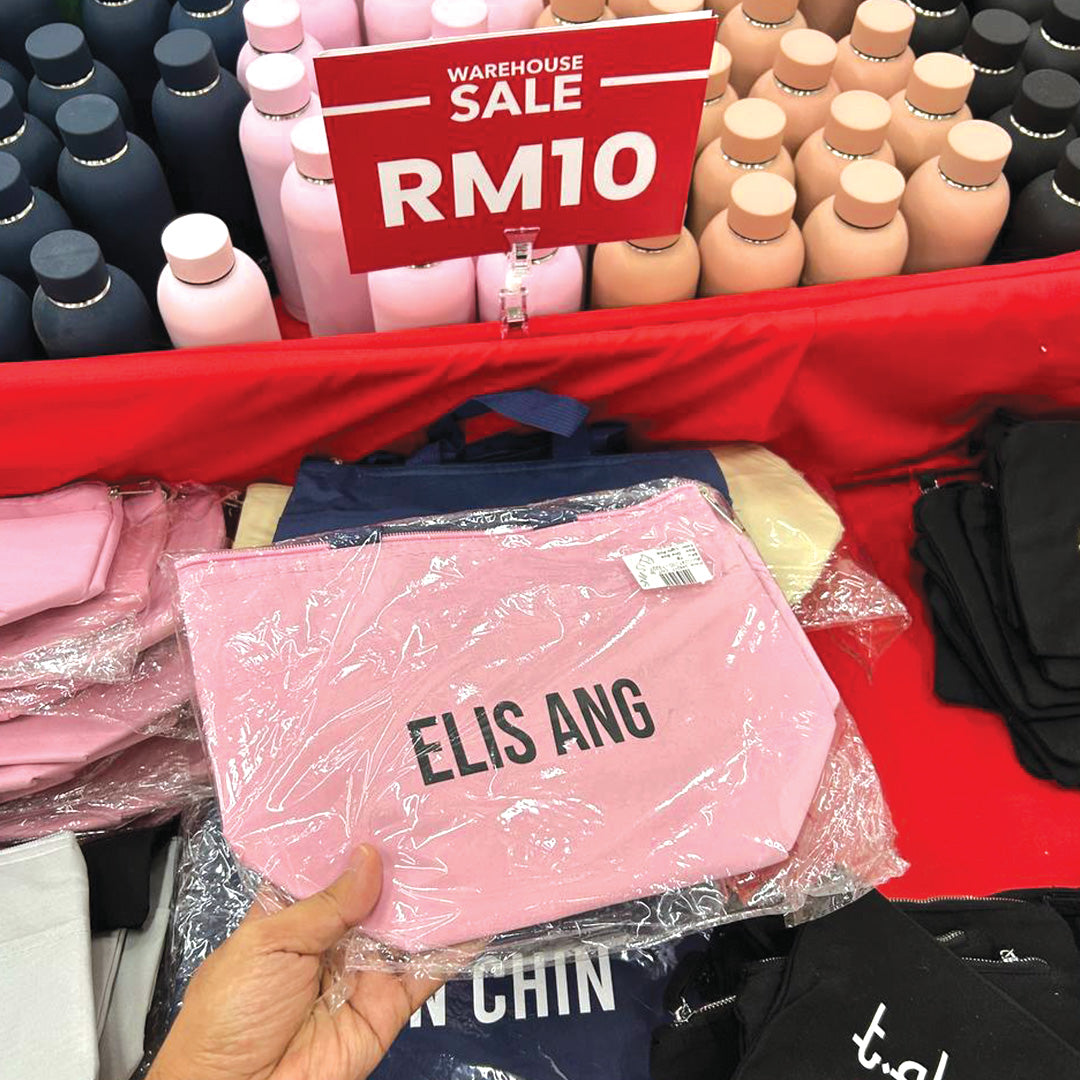 WAREHOUSE
SALE
RM10
ELIS ANG
N CHIN